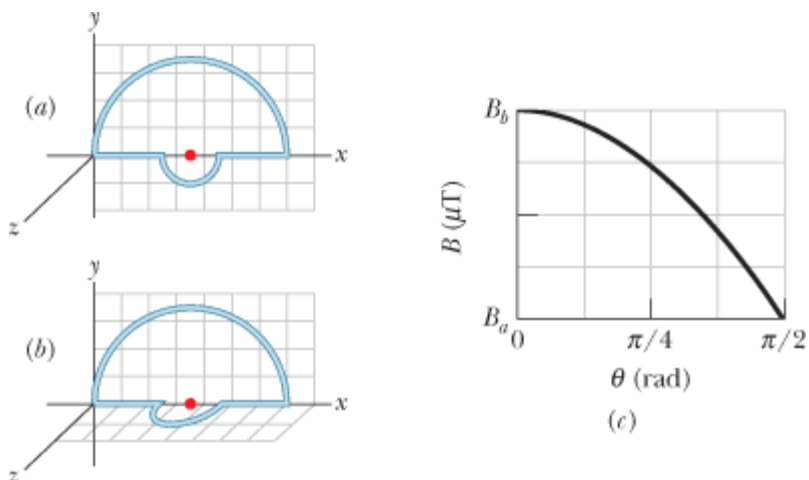 y
(a)
x
z
y
(b)
x
z
B_b
B (μT)
B_a
0
π/4
π/2
θ (rad)
(c)